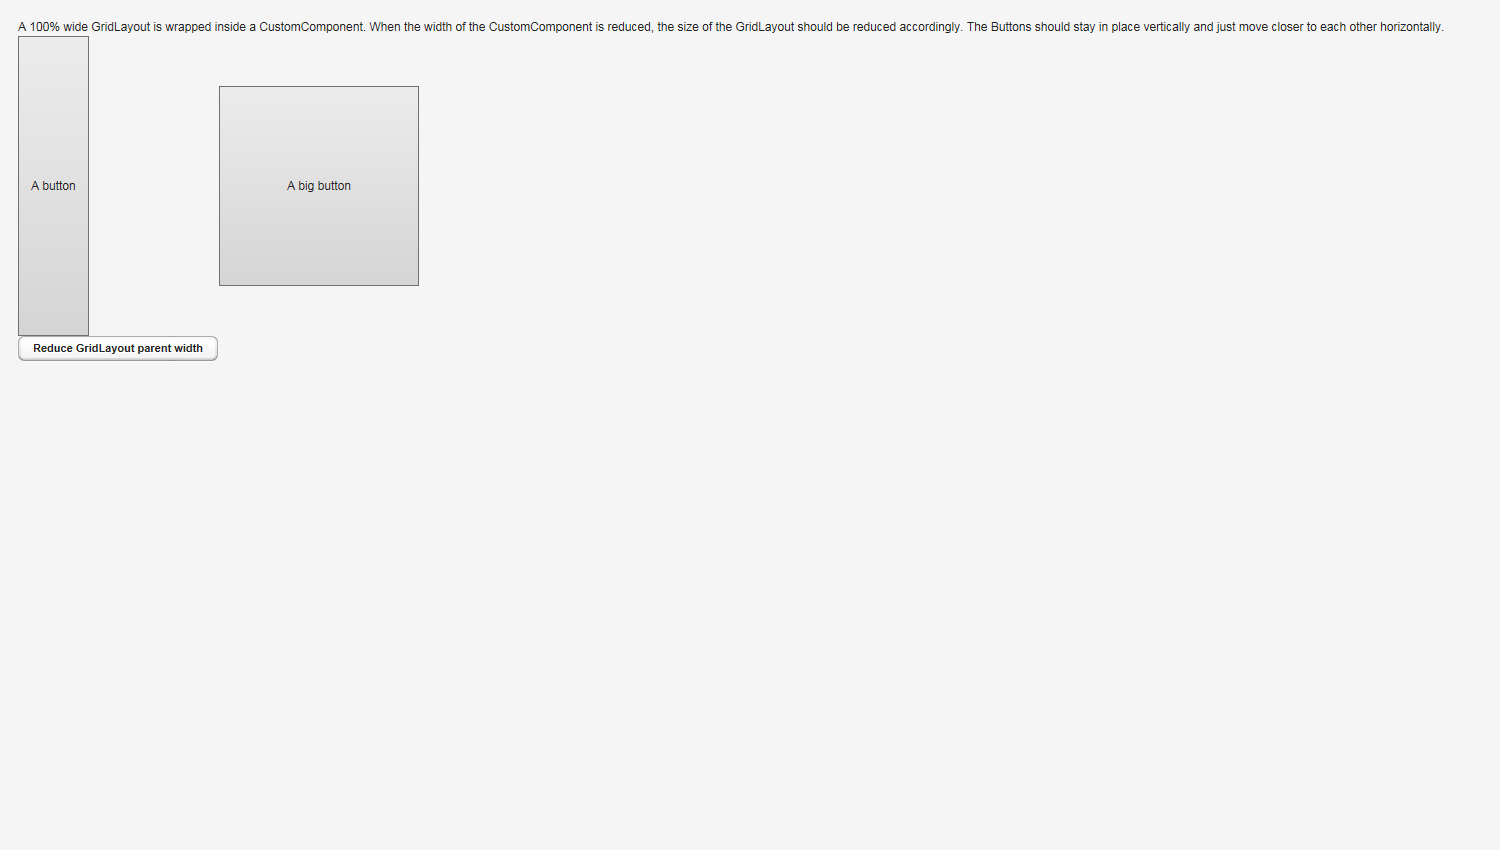 A 100% wide GridLayout is wrapped inside a CustomComponent. When the width of the CustomComponent is reduced, the size of the GridLayout should be reduced accordingly. The Buttons should stay in place vertically and just move closer to each other horizontally.
A button
A big button
Reduce GridLayout parent width